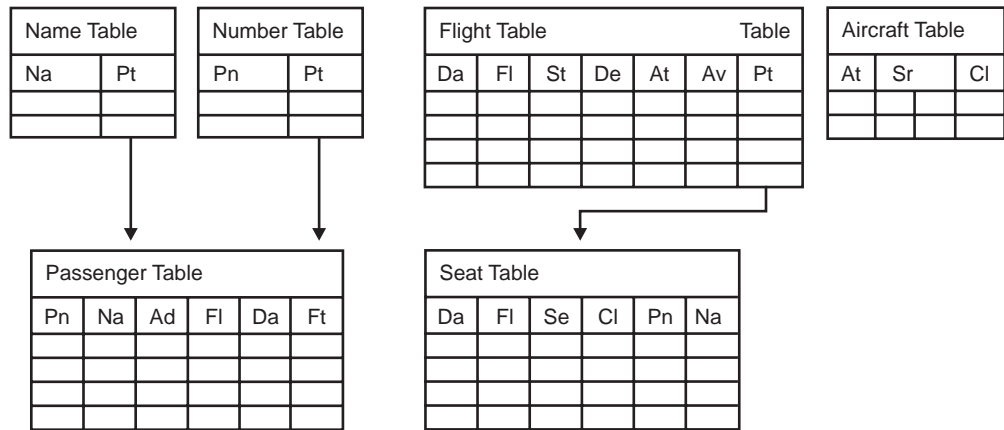 Name Table
Na Pt
Number Table
Pn Pt
Flight Table Table
Da Fl St De At Av Pt
Aircraft Table
At Sr Cl
Passenger Table
Pn Na Ad Fl Da Ft
Seat Table
Da Fl Se Cl Pn Na